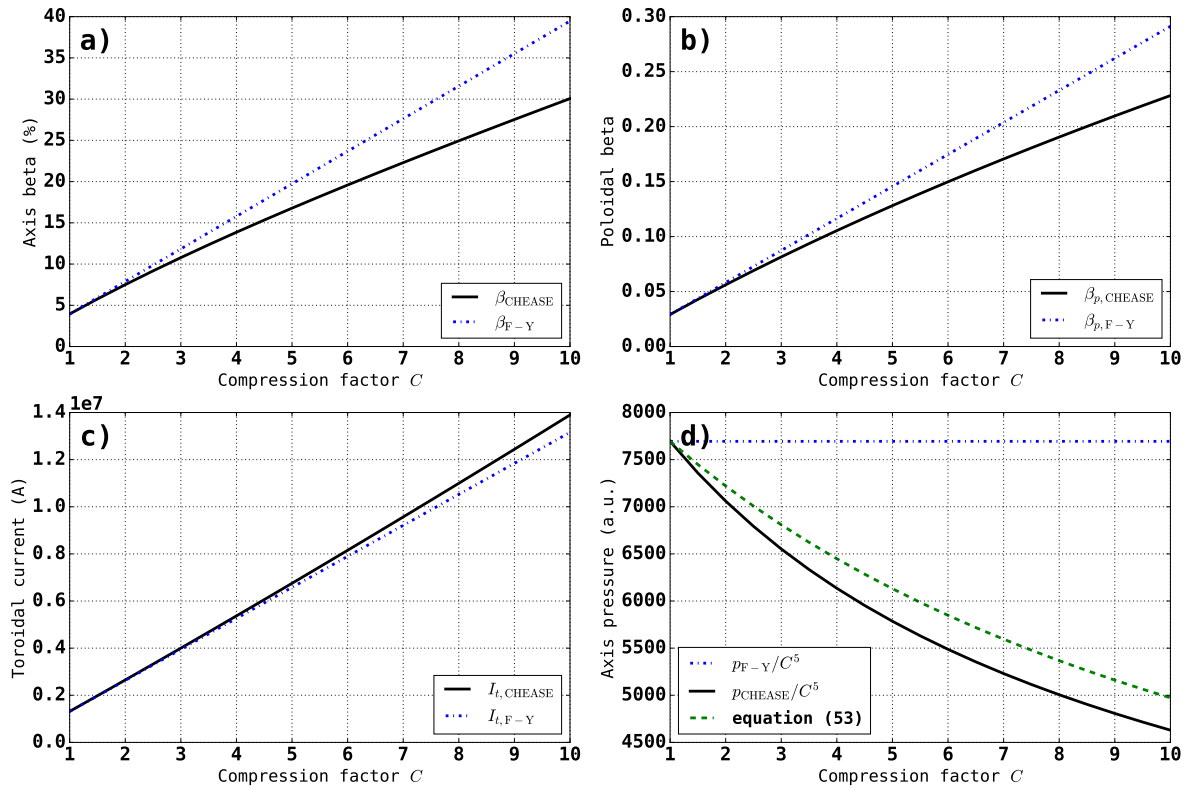 a)
Axis beta (%)
40
35
30
25
20
15
10
5
0
1 2 3 4 5 6 7 8 9 10
Compression factor C
β_CHEASE
β_F−Y
b)
Poloidal beta
0.30
0.25
0.20
0.15
0.10
0.05
0.00
1 2 3 4 5 6 7 8 9 10
Compression factor C
β_p,CHEASE
β_p,F−Y
c)
1e7
Toroidal current (A)
1.4
1.2
1.0
0.8
0.6
0.4
0.2
0.0
1 2 3 4 5 6 7 8 9 10
Compression factor C
I_t,CHEASE
I_t,F−Y
d)
Axis pressure (a.u.)
8000
7500
7000
6500
6000
5500
5000
4500
1 2 3 4 5 6 7 8 9 10
Compression factor C
p_F−Y/C^5
p_CHEASE/C^5
equation (53)